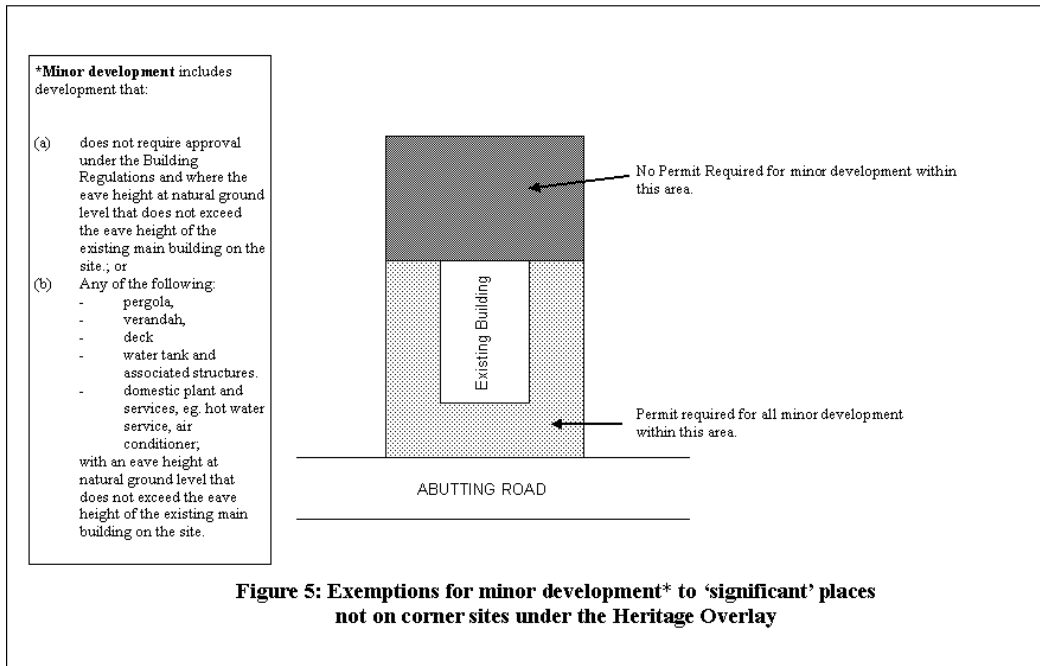 *Minor development includes
development that:
(a) does not require approval
under the Building
Regulations and where the
eave height at natural ground
level that does not exceed
the eave height of the
existing main building on the
site.; or
(b) Any of the following:
- pergola,
- verandah,
- deck
- water tank and
associated structures.
- domestic plant and
services, eg. hot water
service, air
conditioner;
with an eave height at
natural ground level that
does not exceed the eave
height of the existing main
building on the site.
No Permit Required for minor development within
this area.
Existing Building
Permit required for all minor development
within this area.
ABUTTING ROAD
Figure 5: Exemptions for minor development* to ‘significant’ places
not on corner sites under the Heritage Overlay